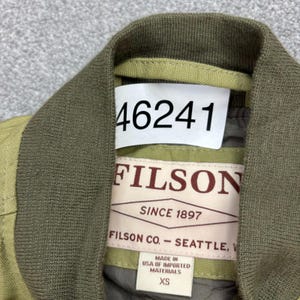 46241
FILSON
SINCE 1897
FILSON CO. — SEATTLE, W
MADE IN
USA OF IMPORTED
MATERIALS
XS